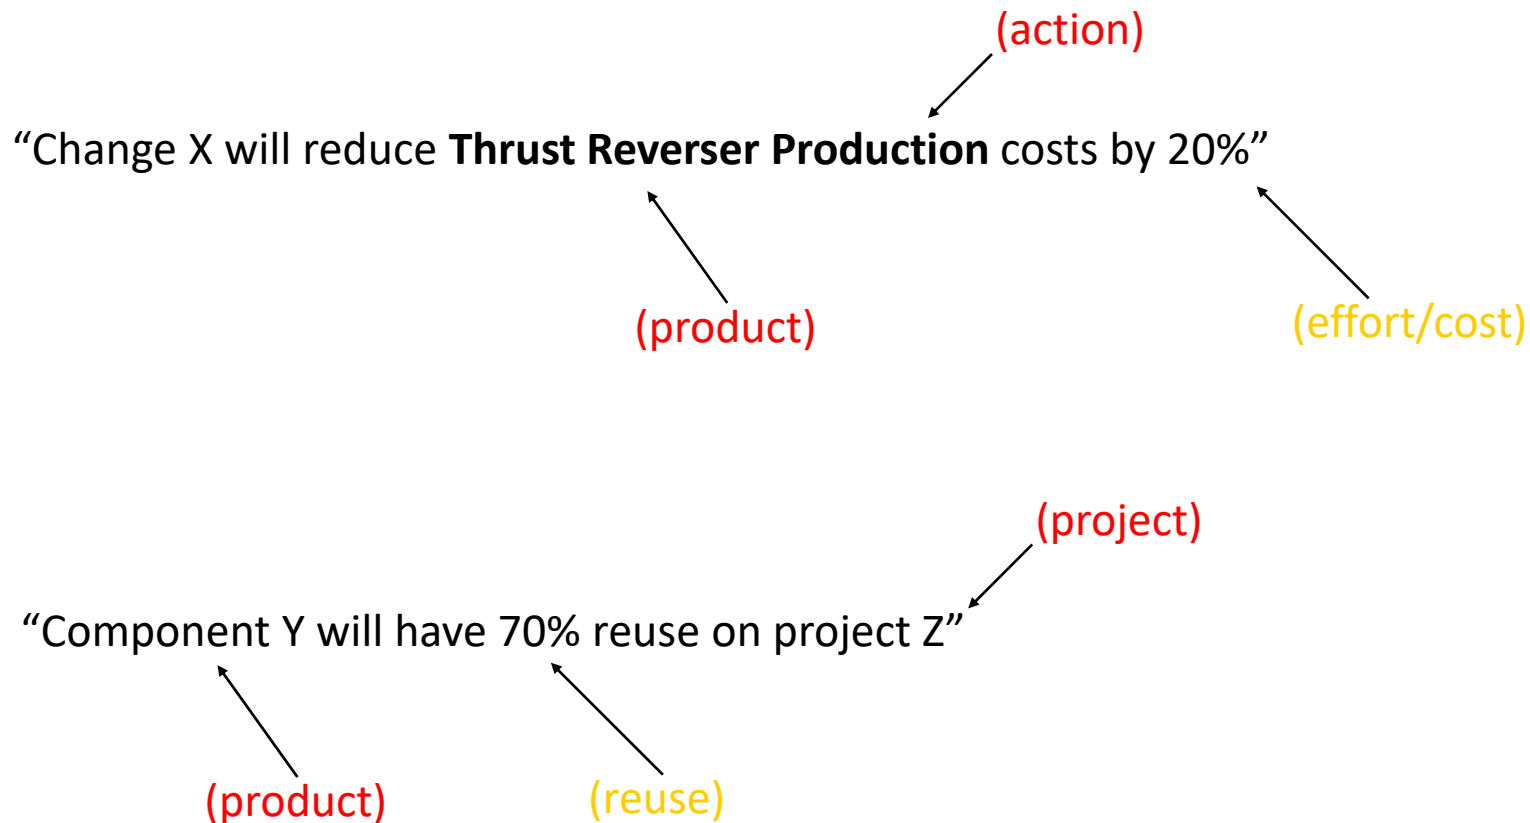 (action)
“Change X will reduce Thrust Reverser Production costs by 20%”
(product)
(effort/cost)
(project)
“Component Y will have 70% reuse on project Z”
(product)
(reuse)